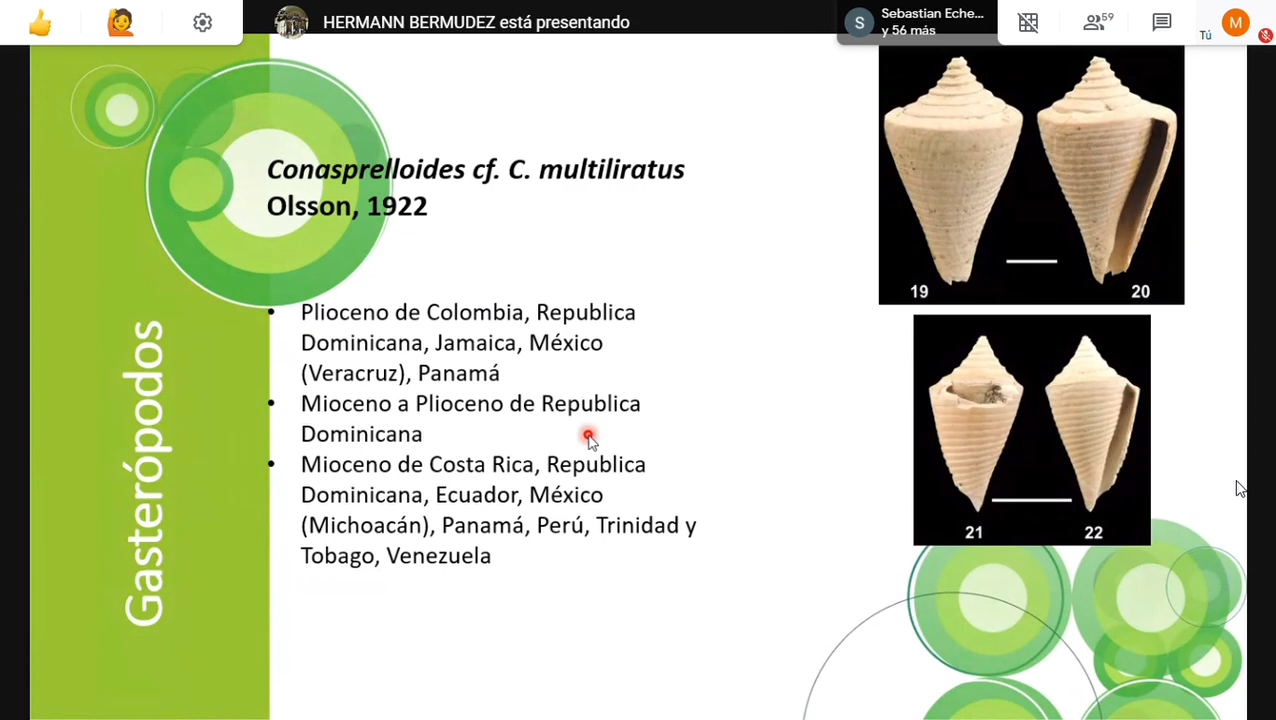 HERMANN BERMUDEZ está presentando
S
Sebastian Eche...
y 56 más
59
M
Tú
Conasprelloides cf. C. multiliratus
Olsson, 1922
Gasterópodos
• Plioceno de Colombia, Republica
Dominicana, Jamaica, México
(Veracruz), Panamá
• Mioceno a Plioceno de Republica
Dominicana
• Mioceno de Costa Rica, Republica
Dominicana, Ecuador, México
(Michoacán), Panamá, Perú, Trinidad y
Tobago, Venezuela
19
20
21
22